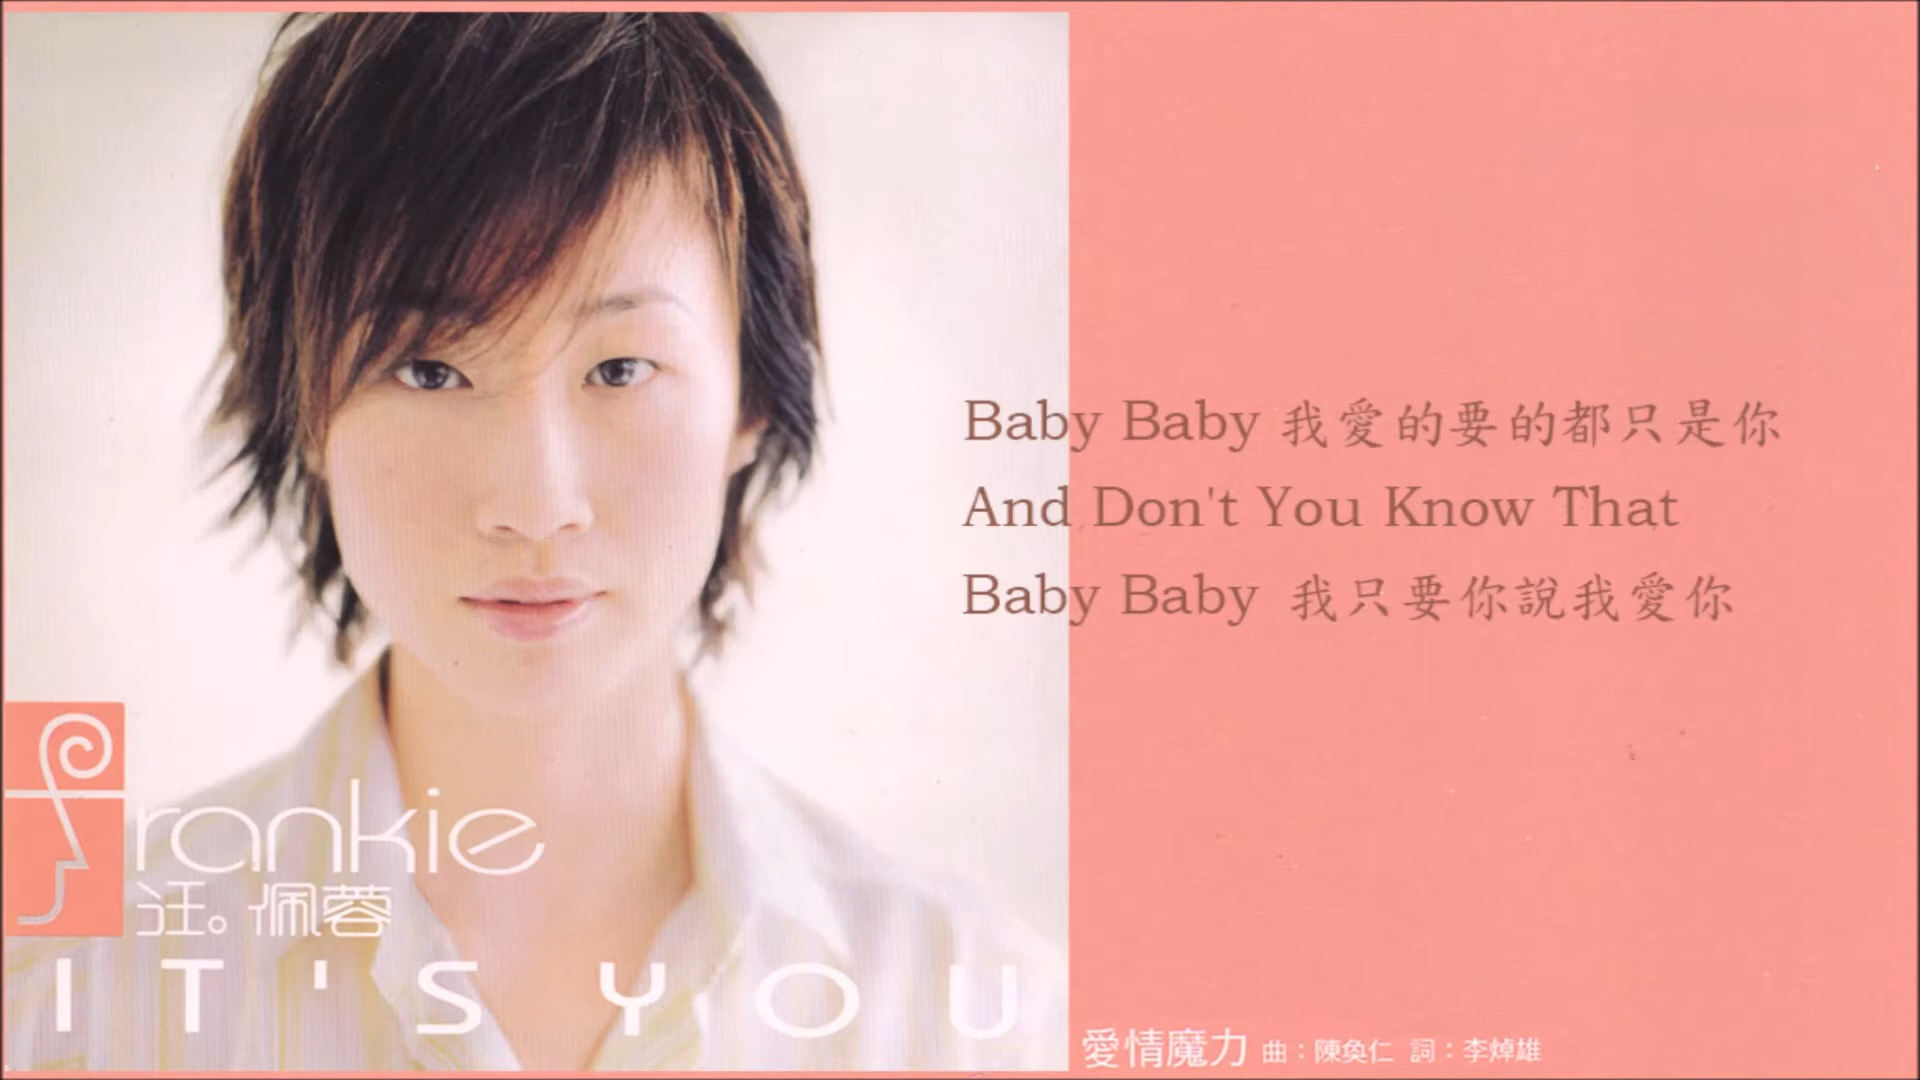 Baby Baby 我愛的要的都只是你
And Don't You Know That
Baby Baby 我只要你說我愛你
frankie
汪。佩蓉
IT'S YOU
愛情魔力 曲：陳奐仁 詞：李焯雄